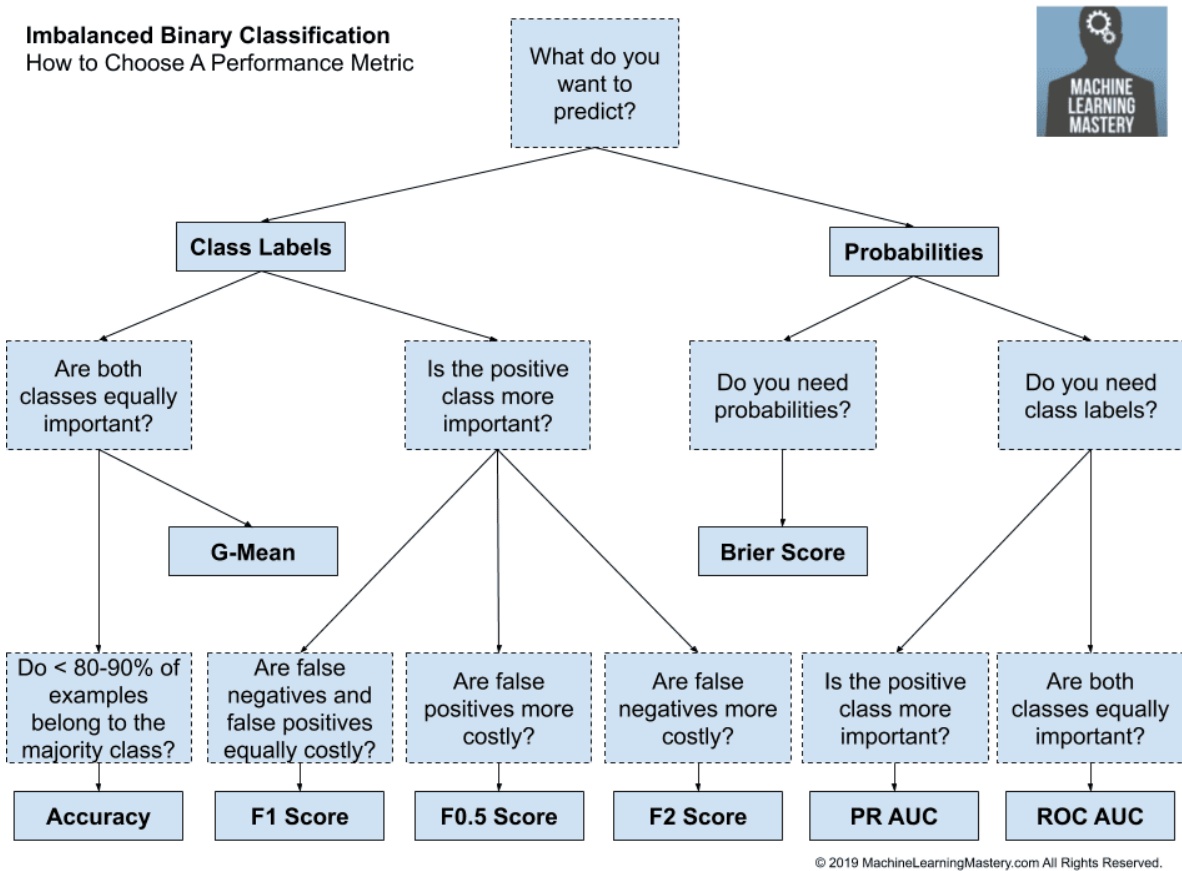 Imbalanced Binary Classification
How to Choose A Performance Metric
What do you
want to
predict?
MACHINE
LEARNING
MASTERY
Class Labels
Probabilities
Are both
classes equally
important?
Is the positive
class more
important?
Do you need
probabilities?
Do you need
class labels?
G-Mean
Brier Score
Do < 80-90% of
examples
belong to the
majority class?
Are false
negatives and
false positives
equally costly?
Are false
positives more
costly?
Are false
negatives more
costly?
Is the positive
class more
important?
Are both
classes equally
important?
Accuracy
F1 Score
F0.5 Score
F2 Score
PR AUC
ROC AUC
© 2019 MachineLearningMastery.com All Rights Reserved.